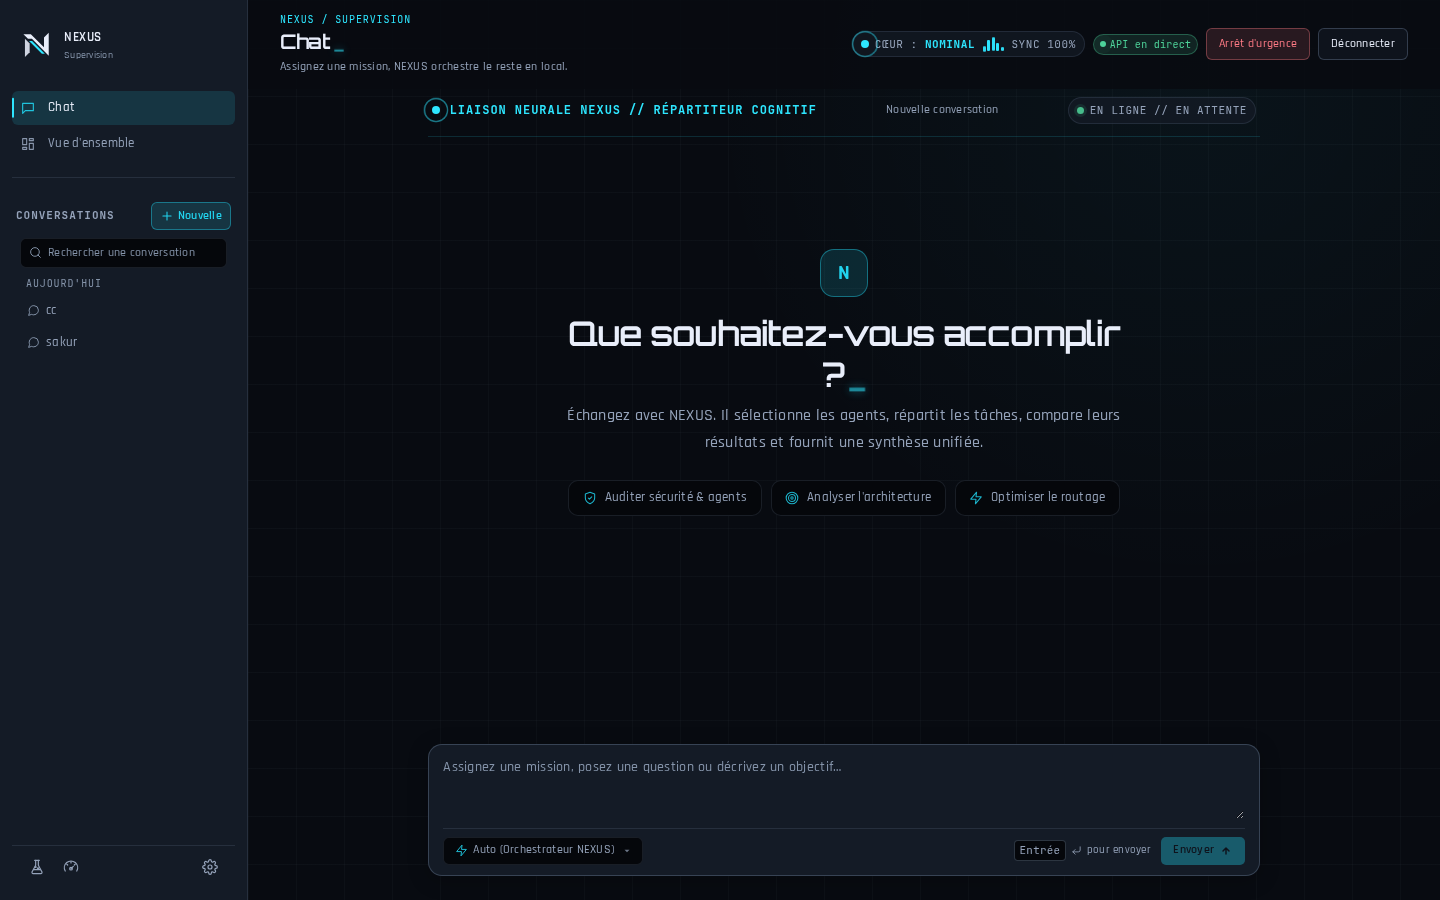 NEXUS
Supervision
Chat
Vue d'ensemble
CONVERSATIONS
Nouvelle
Rechercher une conversation
AUJOURD'HUI
cc
sakur
NEXUS / SUPERVISION
Chat_
Assignez une mission, NEXUS orchestre le reste en local.
CŒUR : NOMINAL SYNC 100%
API en direct
Arrêt d'urgence
Déconnecter
LIAISON NEURALE NEXUS // RÉPARTITEUR COGNITIF
Nouvelle conversation
EN LIGNE // EN ATTENTE
N
Que souhaitez-vous accomplir
?_
Échangez avec NEXUS. Il sélectionne les agents, répartit les tâches, compare leurs
résultats et fournit une synthèse unifiée.
Auditer sécurité & agents
Analyser l'architecture
Optimiser le routage
Assignez une mission, posez une question ou décrivez un objectif...
Auto (Orchestrateur NEXUS)
Entrée ↵ pour envoyer
Envoyer ↑